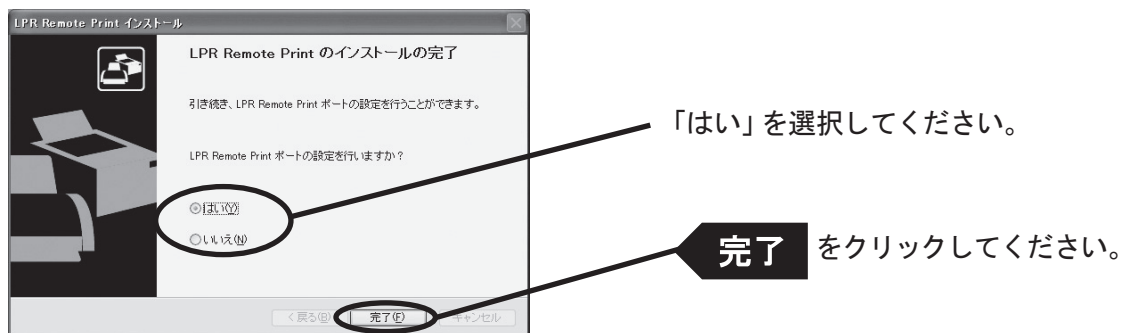 LPR Remote Print インストール
LPR Remote Print のインストールの完了
引き続き、LPR Remote Print ポートの設定を行うことができます。
LPR Remote Print ポートの設定を行いますか?
はい(Y)
いいえ(N)
< 戻る(B)
完了(F)
キャンセル
「はい」を選択してください。
完了 をクリックしてください。